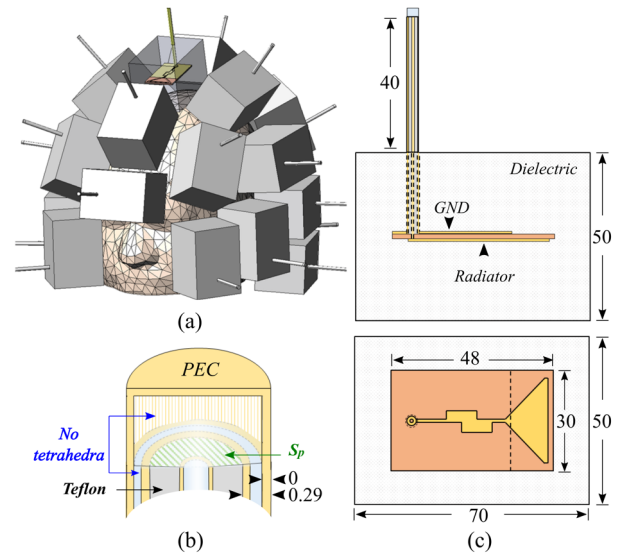 (a)
PEC
No
tetrahedra
Sp
Teflon
0
0.29
(b)
40
Dielectric
GND
50
Radiator
48
30
50
70
(c)